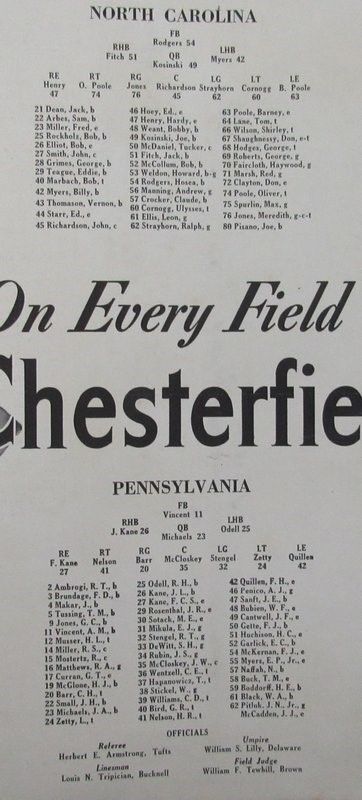 NORTH CAROLINA
FB
Rodgers 54
RHB QB LHB
Fitch 51 Kosinski 49 Myers 42
RE RT RG C LG LT LE
Henry O. Poole Jones Richardson Strayhorn Cornogg B. Poole
47 74 76 45 62 60 63
21 Dean, Jack, b
22 Arbes, Sam, b
23 Miller, Fred, e
25 Rockholz, Bob, b
26 Elliot, Bob, e
27 Smith, John, c
28 Grimes, George, b
29 Teague, Eddie, b
40 Marbach, Bob, t
42 Myers, Billy, b
43 Thomason, Vernon, b
44 Starr, Ed., e
45 Richardson, John, c
46 Hoey, Ed., e
47 Henry, Hardy, e
48 Weant, Bobby, b
49 Kosinski, Joe, b
50 McDaniel, Tucker, c
51 Fitch, Jack, b
52 McCollum, Bob, b
53 Weldon, Howard, b-g
54 Rodgers, Hosea, b
56 Manning, Andrew, g
57 Crocker, Claude, b
60 Cornogg, Ulysses, t
61 Ellis, Leon, g
62 Strayhorn, Ralph, g
63 Poole, Barney, e
64 Lane, Tom, t
66 Wilson, Shirley, t
67 Shaughnessy, Don, e-t
68 Hodges, George, t
69 Roberts, George, g
70 Faircloth, Haywood, g
71 Marsh, Red, g
72 Clayton, Don, e
74 Poole, Oliver, t
75 Spurlin, Max, g
76 Jones, Meredith, g-c-t
80 Pisano, Joe, b
On Every Field
Chesterfie
PENNSYLVANIA
FB
Vincent 11
RHB QB LHB
J. Kane 26 Michaels 23 Odell 25
RE RT RG C LG LT LE
F. Kane Nelson Barr McCloskey Stengel Zetty Quillen
27 41 20 35 32 24 42
2 Ambrogi, R. T., b
3 Brundage, F. D., b
4 Makar, J., b
5 Tussing, T. M., b
9 Jones, G. C., b
11 Vincent, A. M., b
12 Musser, H. L., t
14 Miller, R. S., c
15 Mostertz, R., c
16 Matthews, R. A., g
17 Curran, G. T., e
19 McGlone, H. J., b
20 Barr, C. H., t
22 Small, J. H., b
23 Michaels, J. A., b
24 Zetty, L., t
25 Odell, R. H., b
26 Kane, J. L., b
27 Kane, F. C. S., e
29 Rosenthal, J. R., e
30 Sotack, E. M., e
31 Mikula, E. J., g
32 Stengel, R. T., g
33 DeWitt, S. H., g
34 Rubin, J. S., g
35 McCloskey, J. W., c
36 Wentzell, C. E., t
37 Hapanowicz, T., t
38 Stickel, W., g
39 Williams, C. D., t
40 Bird, G. R., t
41 Nelson, H. R., t
42 Quillen, F. H., e
46 Penico, A. J., g
47 Sanft, J. E., b
48 Bubien, W. F., e
49 Cantwell, J. F., e
50 Gette, F. J., b
51 Huchison, H. C., e
52 Garlick, E. C., b
54 McKernan, F. J., e
55 Myers, E. P., Jr., e
57 Naffah, N., b
58 Buck, T. M., e
59 Boddorff, H. E., b
61 Black, W. A., b
62 Pitlok, J. N., Jr., g
McCadden, J. J., e
OFFICIALS
Referee
Herbert E. Armstrong, Tufts
Umpire
William S. Lilly, Delaware
Linesman
Louis N. Tripician, Bucknell
Field Judge
William F. Tewhill, Brown